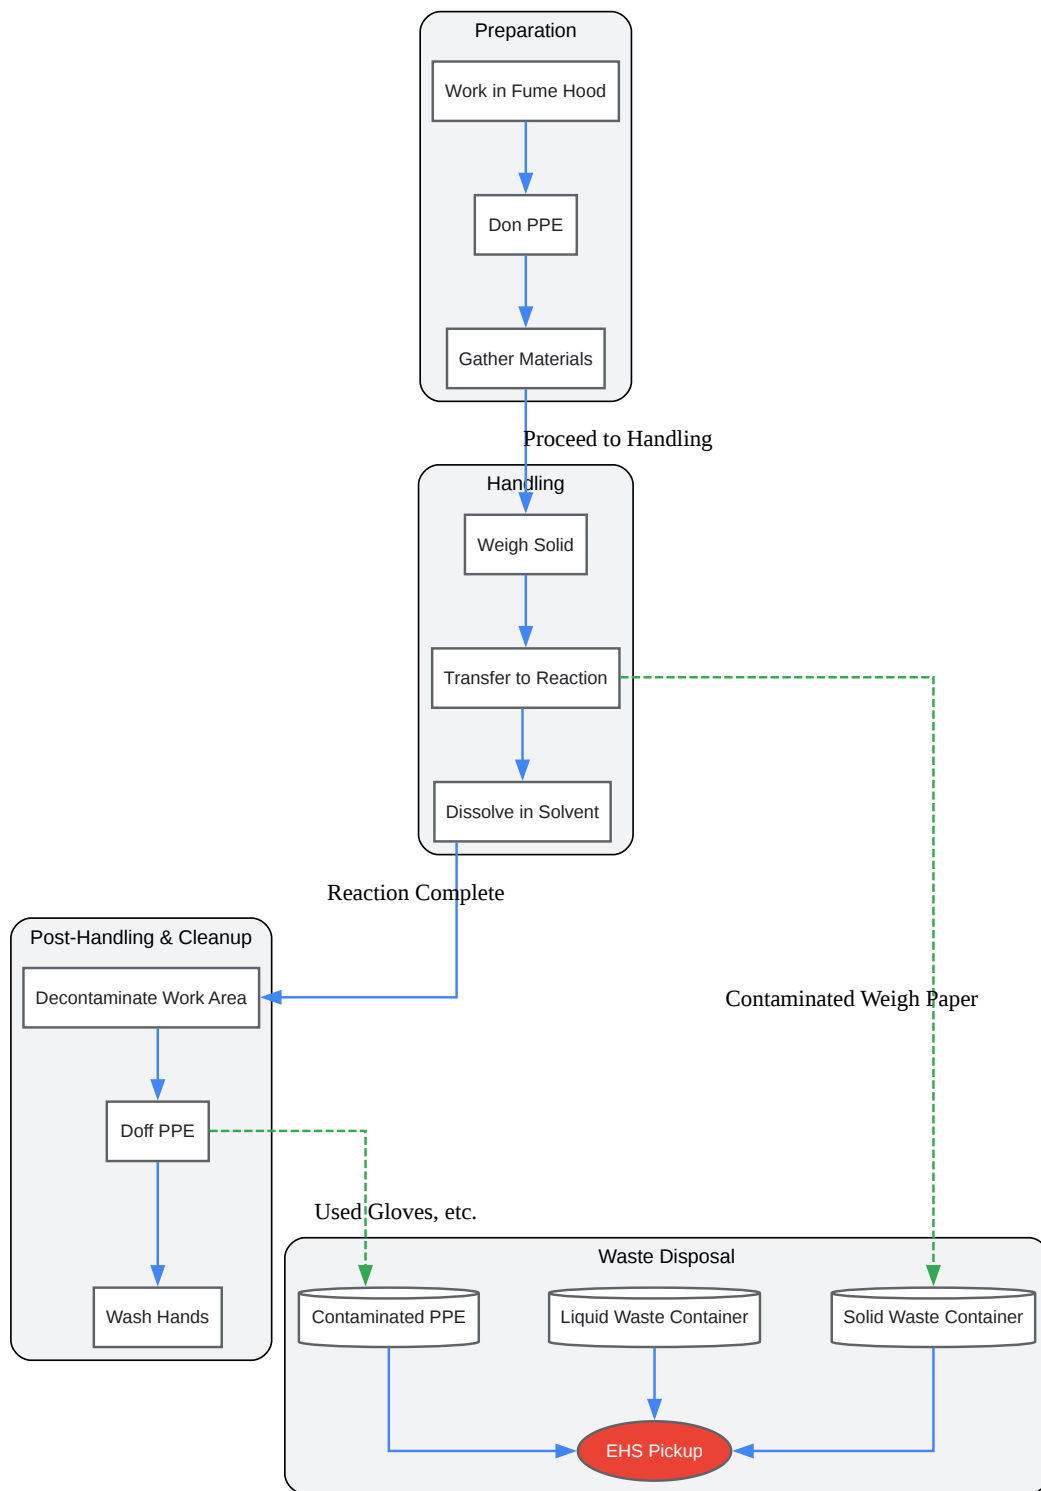 Preparation
Work in Fume Hood
Don PPE
Gather Materials
Proceed to Handling
Handling
Weigh Solid
Transfer to Reaction
Dissolve in Solvent
Reaction Complete
Post-Handling & Cleanup
Decontaminate Work Area
Contaminated Weigh Paper
Doff PPE
Used Gloves, etc.
Waste Disposal
Wash Hands
Contaminated PPE
Liquid Waste Container
Solid Waste Container
EHS Pickup